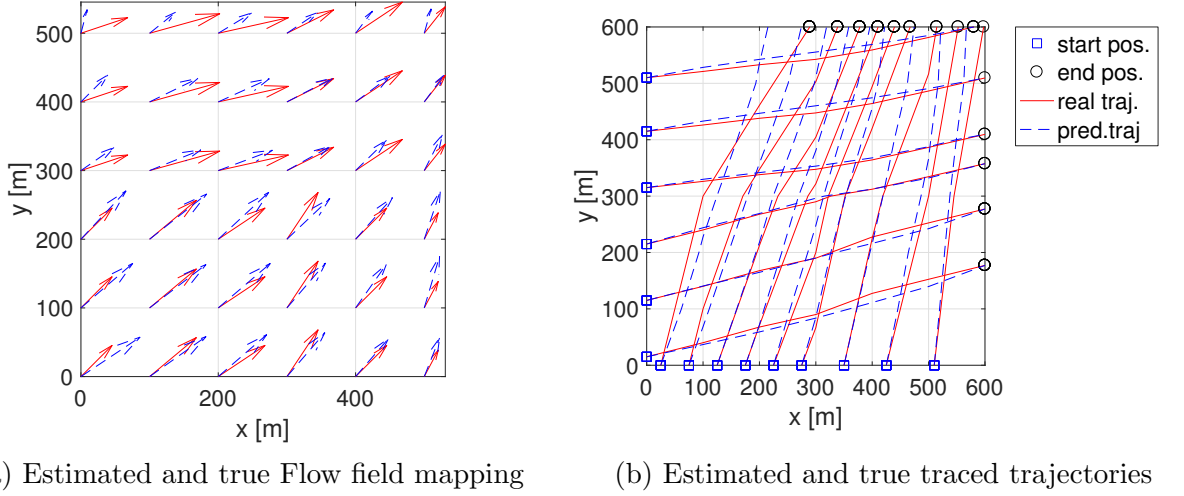 500
400
300
200
100
0
y [m]
0
200
400
x [m]
600
500
400
300
200
100
0
y [m]
0
100
200
300
400
500
600
x [m]
start pos.
end pos.
real traj.
pred.traj
) Estimated and true Flow field mapping
(b) Estimated and true traced trajectories